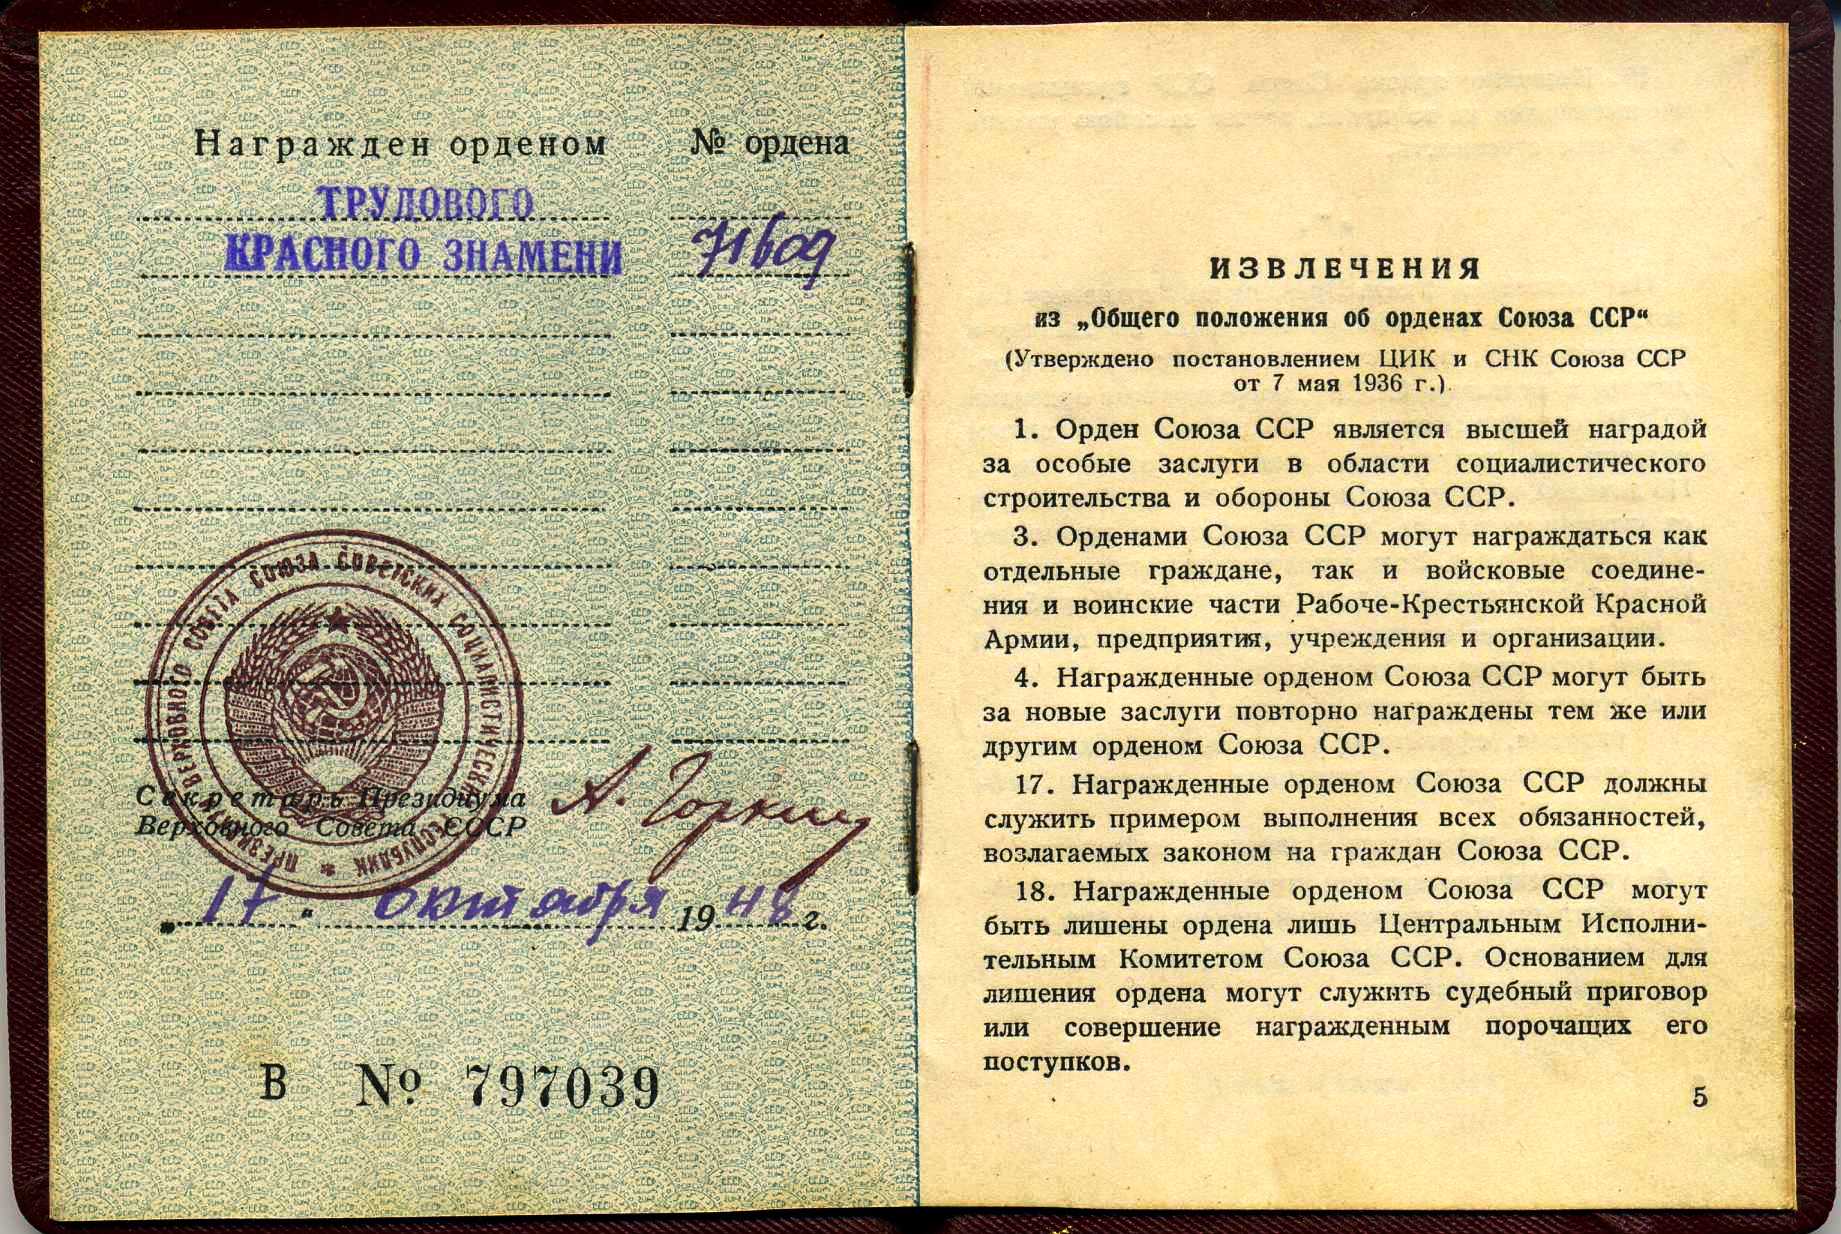 Награжден орденом № ордена
ТРУДОВОГО
КРАСНОГО ЗНАМЕНИ 71609
ПРЕЗИДИУМ ВЕРХОВНОГО СОВЕТА СОЮЗА СОВЕТСКИХ СОЦИАЛИСТИЧЕСКИХ РЕСПУБЛИК
Секретарь Президиума
Верховного Совета СССР А. Горкин
„17“ октября 1948 г.
В № 797039
ИЗВЛЕЧЕНИЯ
из „Общего положения об орденах Союза ССР“
(Утверждено постановлением ЦИК и СНК Союза ССР
от 7 мая 1936 г.).
1. Орден Союза ССР является высшей наградой
за особые заслуги в области социалистического
строительства и обороны Союза ССР.
3. Орденами Союза ССР могут награждаться как
отдельные граждане, так и войсковые соедине-
ния и воинские части Рабоче-Крестьянской Красной
Армии, предприятия, учреждения и организации.
4. Награжденные орденом Союза ССР могут быть
за новые заслуги повторно награждены тем же или
другим орденом Союза ССР.
17. Награжденные орденом Союза ССР должны
служить примером выполнения всех обязанностей,
возлагаемых законом на граждан Союза ССР.
18. Награжденные орденом Союза ССР могут
быть лишены ордена лишь Центральным Исполни-
тельным Комитетом Союза ССР. Основанием для
лишения ордена могут служить судебный приговор
или совершение награжденным порочащих его
поступков.
5